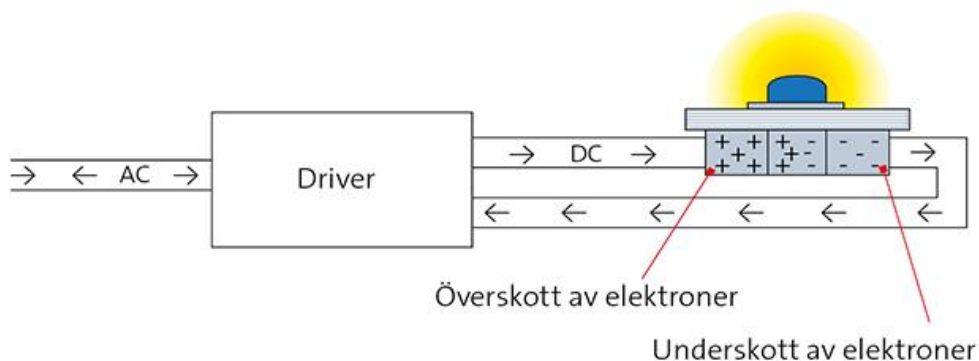 AC
Driver
DC
Överskott av elektroner
Underskott av elektroner